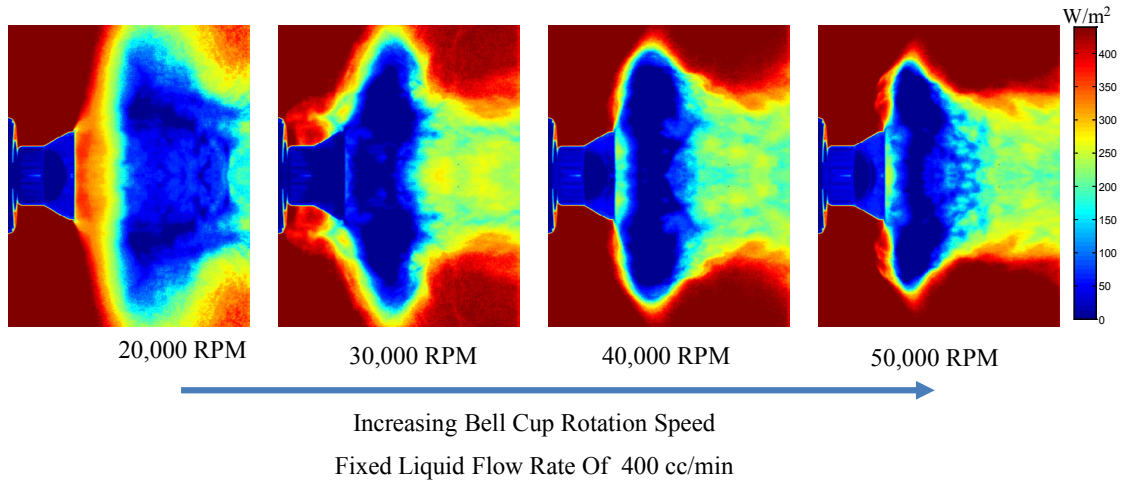 W/m²
400
350
300
250
200
150
100
50
0
20,000 RPM
30,000 RPM
40,000 RPM
50,000 RPM
Increasing Bell Cup Rotation Speed
Fixed Liquid Flow Rate Of 400 cc/min